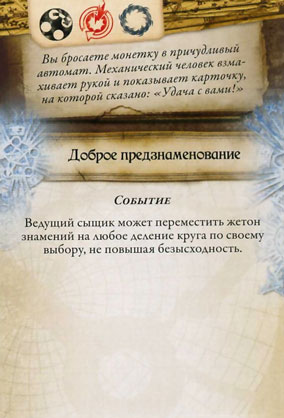 Вы бросаете монетку в причудливый
автомат. Механический человек взма-
хивает рукой и показывает карточку,
на которой сказано: «Удача с вами!»
Доброе предзнаменование
Событие
Ведущий сыщик может переместить жетон
знамений на любое деление круга по своему
выбору, не повышая безысходность.